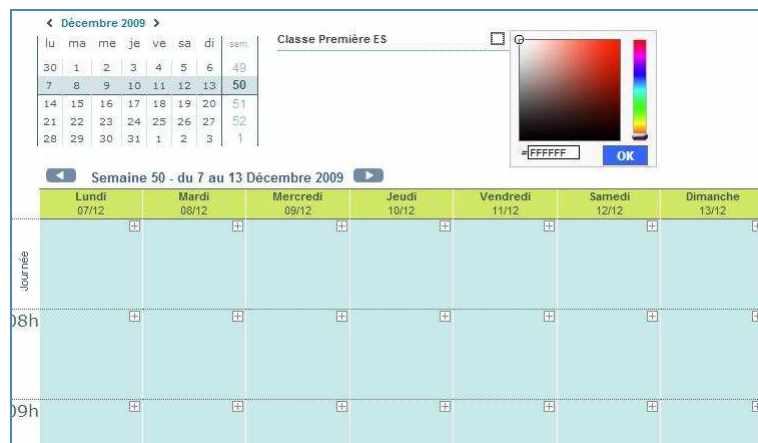 Décembre 2009
lu ma me je ve sa di sem.
30 1 2 3 4 5 6 49
7 8 9 10 11 12 13 50
14 15 16 17 18 19 20 51
21 22 23 24 25 26 27 52
28 29 30 31 1 2 3 1
Classe Première ES
# FFFFFF OK
Semaine 50 - du 7 au 13 Décembre 2009
Lundi Mardi Mercredi Jeudi Vendredi Samedi Dimanche
07/12 08/12 09/12 10/12 11/12 12/12 13/12
Journée
08h
09h